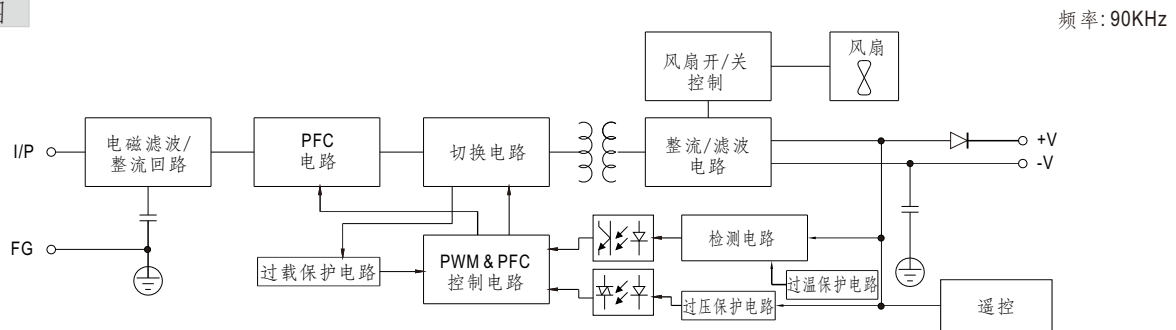 频率: 90KHz
风扇开/关
控制
风扇
I/P
电磁滤波/
整流回路
PFC
电路
切换电路
整流/滤波
电路
+V
-V
FG
过载保护电路
PWM & PFC
控制电路
检测电路
过温保护电路
过压保护电路
遥控